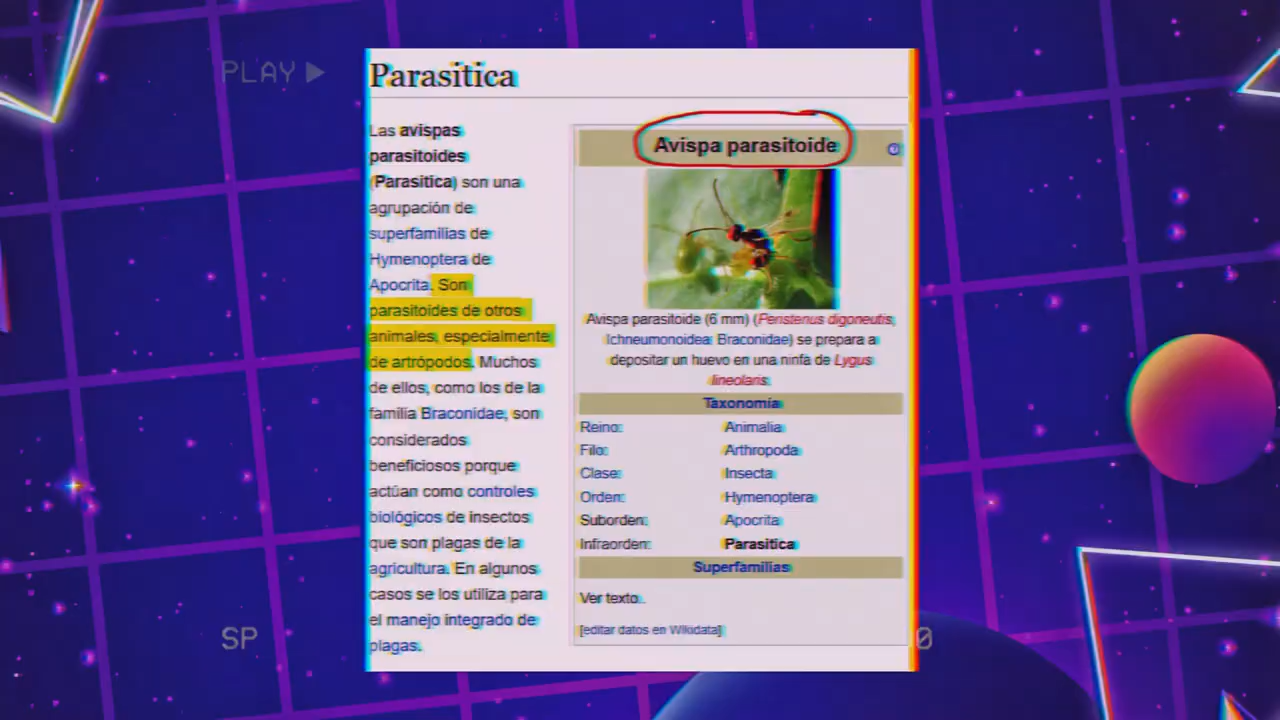 PLAY
Parasitica
Las avispas
parasitoides
(Parasitica) son una
agrupación de
superfamilias de
Hymenoptera de
Apocrita. Son
parasitoides de otros
animales, especialmente
de artrópodos. Muchos
de ellos, como los de la
familia Braconidae, son
considerados
beneficiosos porque
actúan como controles
biológicos de insectos
que son plagas de la
agricultura. En algunos
casos se los utiliza para
el manejo integrado de
plagas.
Avispa parasitoide
Avispa parasitoide (6 mm) (Peristenus digoneutis,
Ichneumonoidea: Braconidae) se prepara a
depositar un huevo en una ninfa de Lygus
lineolaris.
Taxonomía
Reino: Animalia
Filo: Arthropoda
Clase: Insecta
Orden: Hymenoptera
Suborden: Apocrita
Infraorden: Parasitica
Superfamilias
Ver texto.
[editar datos en Wikidata]
SP
0